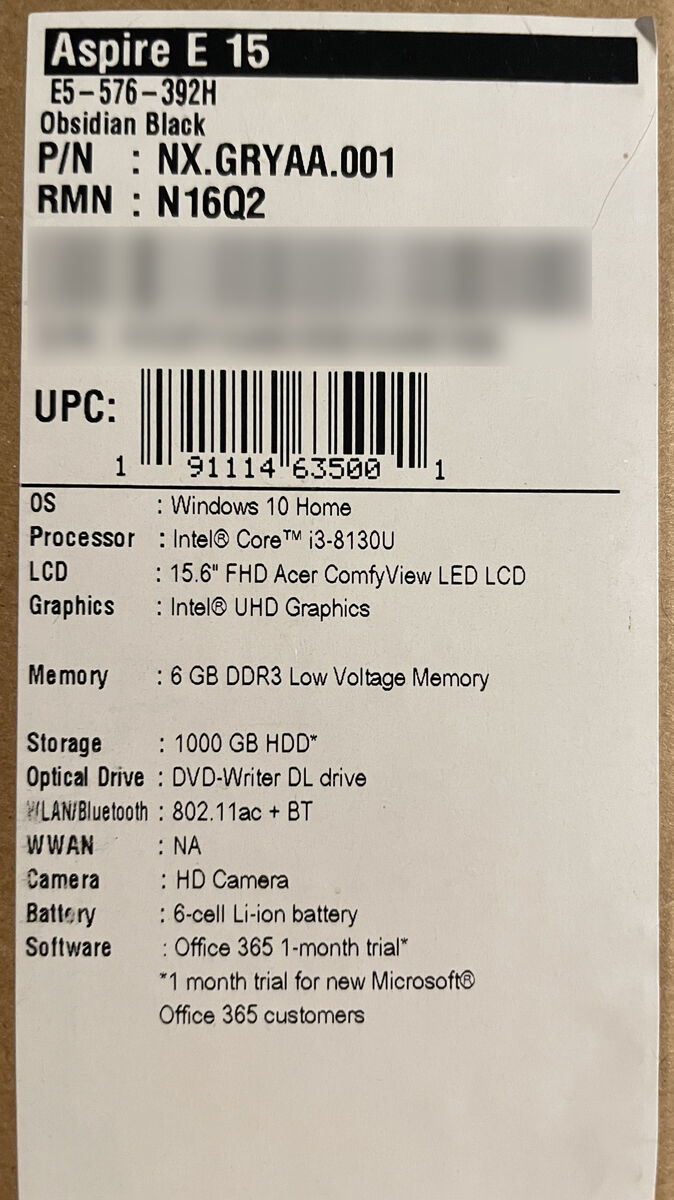 Aspire E 15
E5-576-392H
Obsidian Black
P/N : NX.GRYAA.001
RMN : N16Q2
UPC:
1 91114 63500 1
OS : Windows 10 Home
Processor : Intel® Core™ i3-8130U
LCD : 15.6" FHD Acer ComfyView LED LCD
Graphics : Intel® UHD Graphics
Memory : 6 GB DDR3 Low Voltage Memory
Storage : 1000 GB HDD*
Optical Drive : DVD-Writer DL drive
WLAN/Bluetooth : 802.11ac + BT
WWAN : NA
Camera : HD Camera
Battery : 6-cell Li-ion battery
Software : Office 365 1-month trial*
*1 month trial for new Microsoft®
Office 365 customers